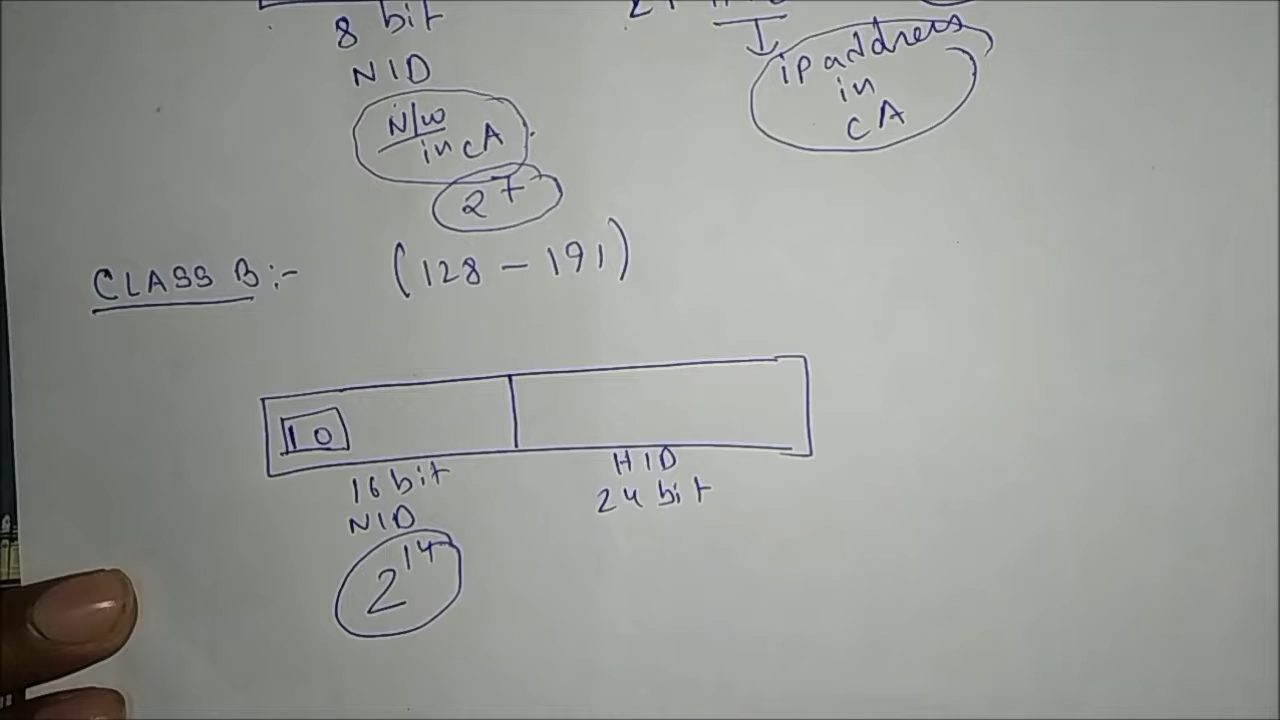 8 bit
NID
N/w
in CA
2^7
ip address
in
CA
CLASS B:- (128 - 191)
10
16 bit
NID
2^14
HID
24 bit